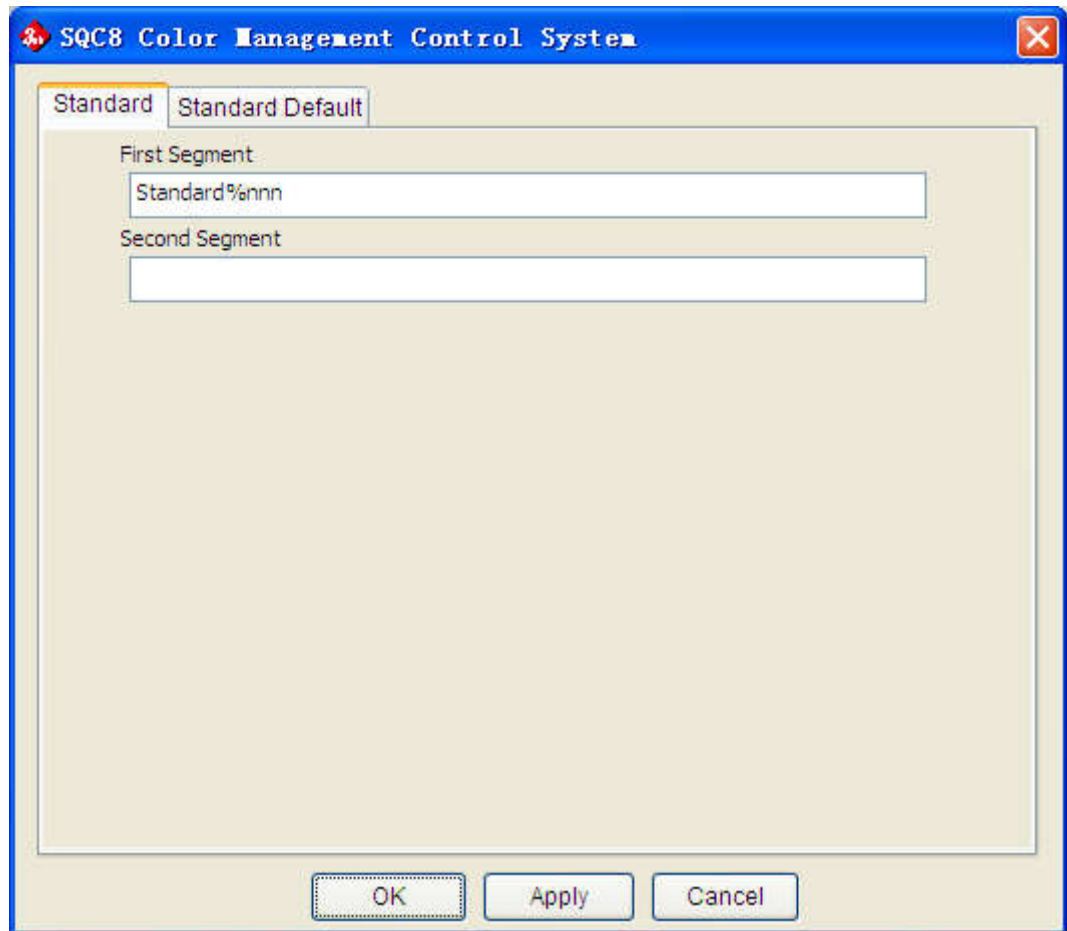 SQC8 Color Management Control System
Standard
Standard Default
First Segment
Standard%nnn
Second Segment
OK
Apply
Cancel